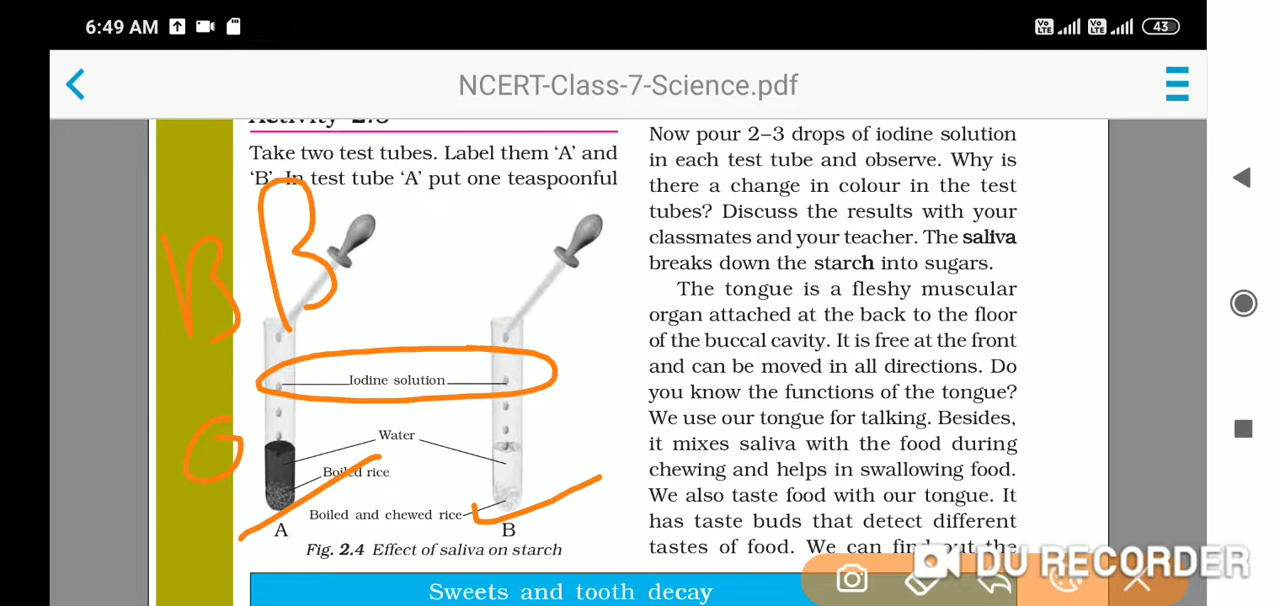 6:49 AM
Vo LTE Vo LTE 43
NCERT-Class-7-Science.pdf
Take two test tubes. Label them ‘A’ and
‘B’. In test tube ‘A’ put one teaspoonful
B B
Iodine solution
Water
Boiled rice
Boiled and chewed rice
A B
Fig. 2.4 Effect of saliva on starch
Now pour 2–3 drops of iodine solution
in each test tube and observe. Why is
there a change in colour in the test
tubes? Discuss the results with your
classmates and your teacher. The saliva
breaks down the starch into sugars.
The tongue is a fleshy muscular
organ attached at the back to the floor
of the buccal cavity. It is free at the front
and can be moved in all directions. Do
you know the functions of the tongue?
We use our tongue for talking. Besides,
it mixes saliva with the food during
chewing and helps in swallowing food.
We also taste food with our tongue. It
has taste buds that detect different
tastes of food. We can find out the
Sweets and tooth decay
DU RECORDER